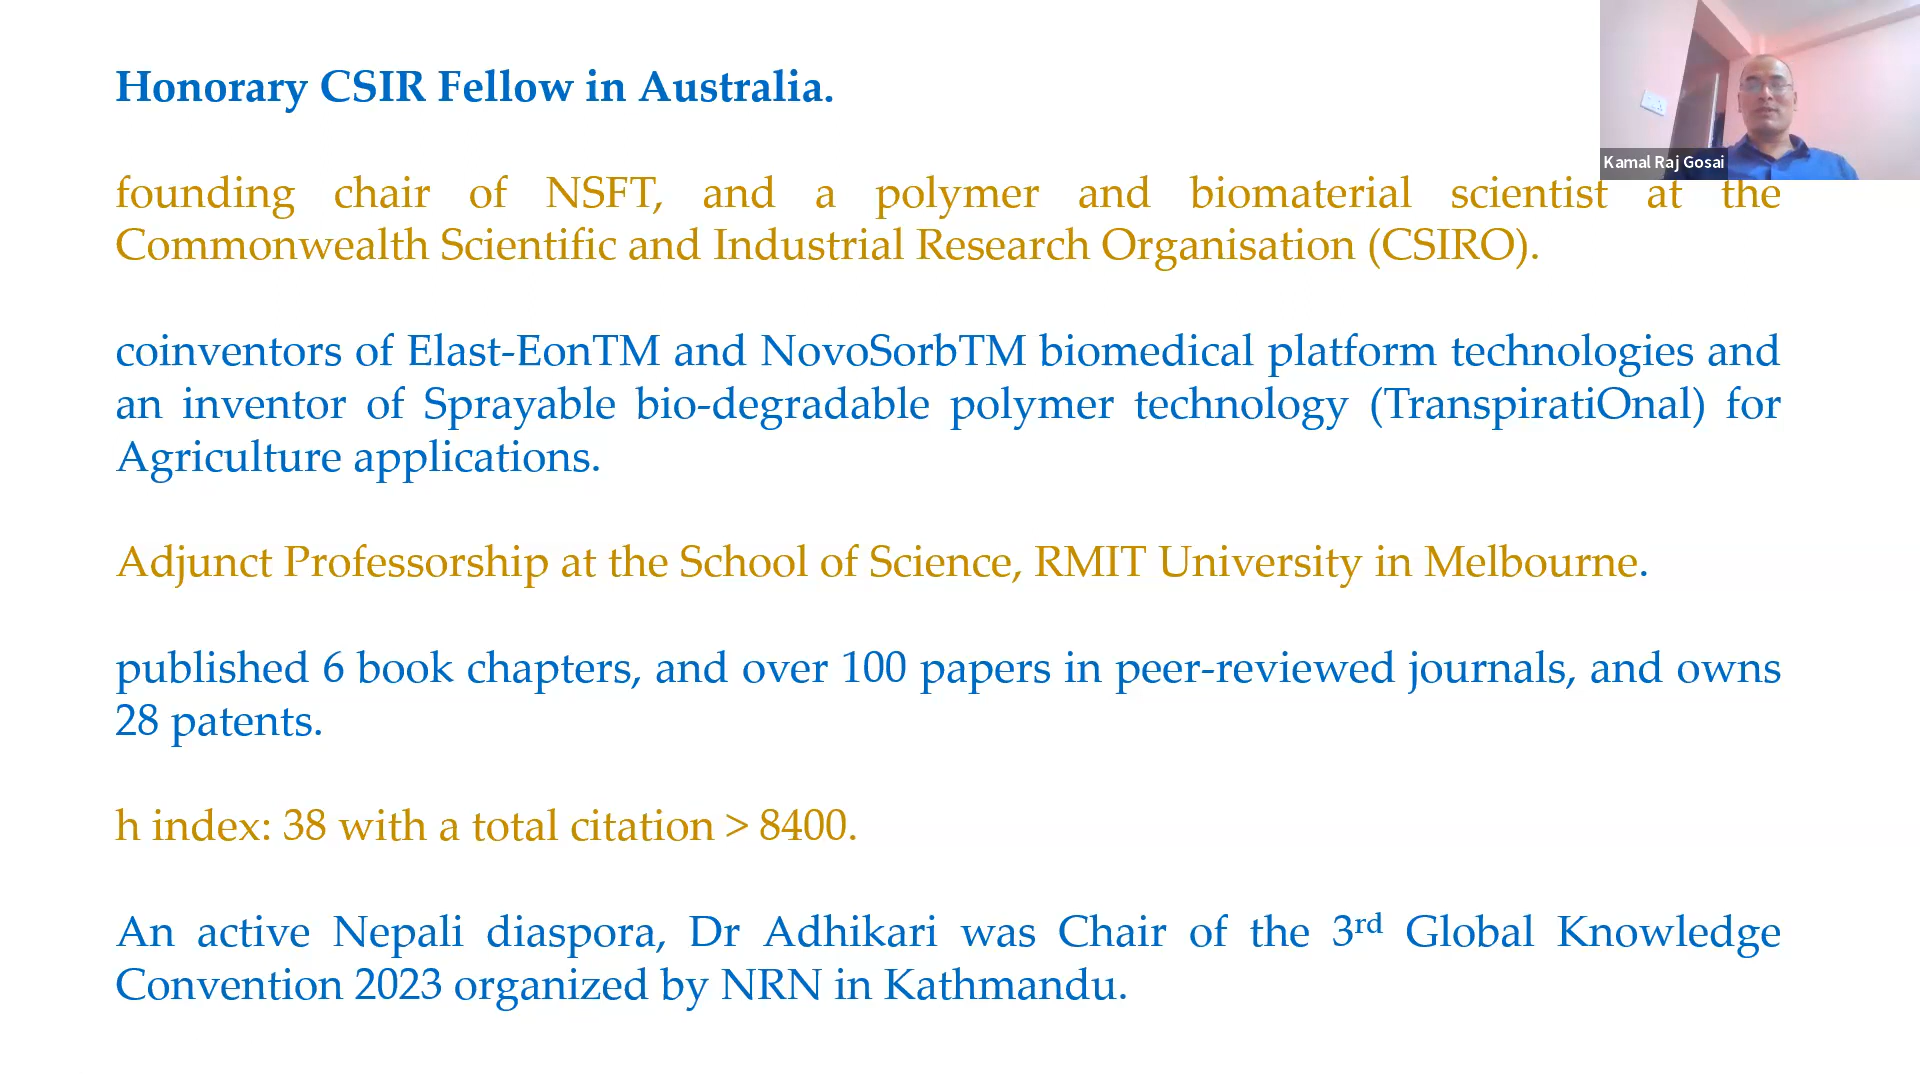 Honorary CSIR Fellow in Australia.
Kamal Raj Gosai
founding chair of NSFT, and a polymer and biomaterial scientist at the
Commonwealth Scientific and Industrial Research Organisation (CSIRO).
coinventors of Elast-EonTM and NovoSorbTM biomedical platform technologies and
an inventor of Sprayable bio-degradable polymer technology (TranspiratiOnal) for
Agriculture applications.
Adjunct Professorship at the School of Science, RMIT University in Melbourne.
published 6 book chapters, and over 100 papers in peer-reviewed journals, and owns
28 patents.
h index: 38 with a total citation > 8400.
An active Nepali diaspora, Dr Adhikari was Chair of the 3rd Global Knowledge
Convention 2023 organized by NRN in Kathmandu.